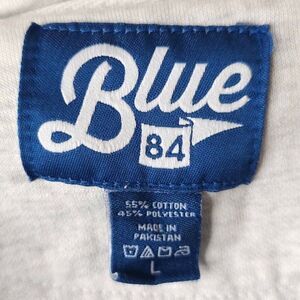 Blue
84
55% COTTON
45% POLYESTER
MADE IN
PAKISTAN
L